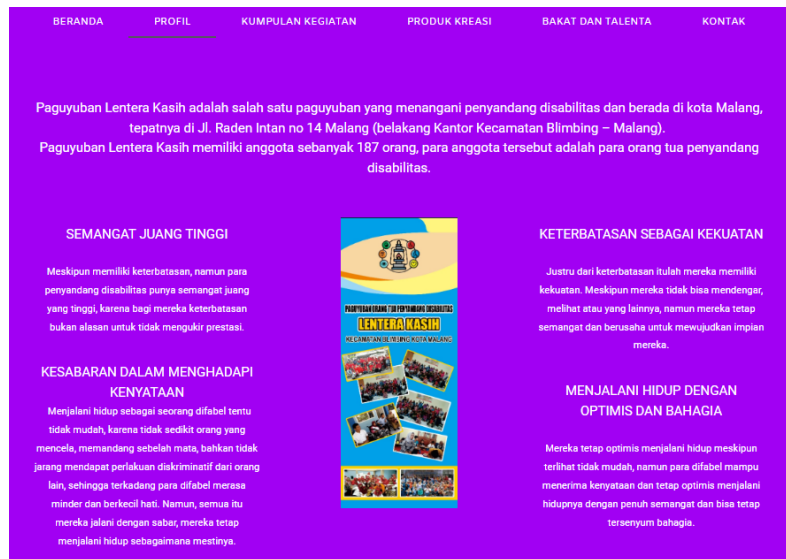 BERANDA PROFIL KUMPULAN KEGIATAN PRODUK KREASI BAKAT DAN TALENTA KONTAK
Paguyuban Lentera Kasih adalah salah satu paguyuban yang menangani penyandang disabilitas dan berada di kota Malang,
tepatnya di Jl. Raden Intan no 14 Malang (belakang Kantor Kecamatan Blimbing – Malang).
Paguyuban Lentera Kasih memiliki anggota sebanyak 187 orang, para anggota tersebut adalah para orang tua penyandang
disabilitas.
SEMANGAT JUANG TINGGI
Meskipun memiliki keterbatasan, namun para
penyandang disabilitas punya semangat juang
yang tinggi, karena bagi mereka keterbatasan
bukan alasan untuk tidak mengukir prestasi.
KESABARAN DALAM MENGHADAPI
KENYATAAN
Menjalani hidup sebagai seorang difabel tentu
tidak mudah, karena tidak sedikit orang yang
mencela, memandang sebelah mata, bahkan tidak
jarang mendapat perlakuan diskriminatif dari orang
lain, sehingga terkadang para difabel merasa
minder dan berkecil hati. Namun, semua itu
mereka jalani dengan sabar, mereka tetap
menjalani hidup sebagaimana mestinya.
PAGUYUBAN ORANG TUA PENYANDANG DISABILITAS
LENTERA KASIH
KECAMATAN BLIMBING KOTA MALANG
KETERBATASAN SEBAGAI KEKUATAN
Justru dari keterbatasan itulah mereka memiliki
kekuatan. Meskipun mereka tidak bisa mendengar,
melihat atau yang lainnya, namun mereka tetap
semangat dan berusaha untuk mewujudkan impian
mereka.
MENJALANI HIDUP DENGAN
OPTIMIS DAN BAHAGIA
Mereka tetap optimis menjalani hidup meskipun
terlihat tidak mudah, namun para difabel mampu
menerima kenyataan dan tetap optimis menjalani
hidupnya dengan penuh semangat dan bisa tetap
tersenyum bahagia.